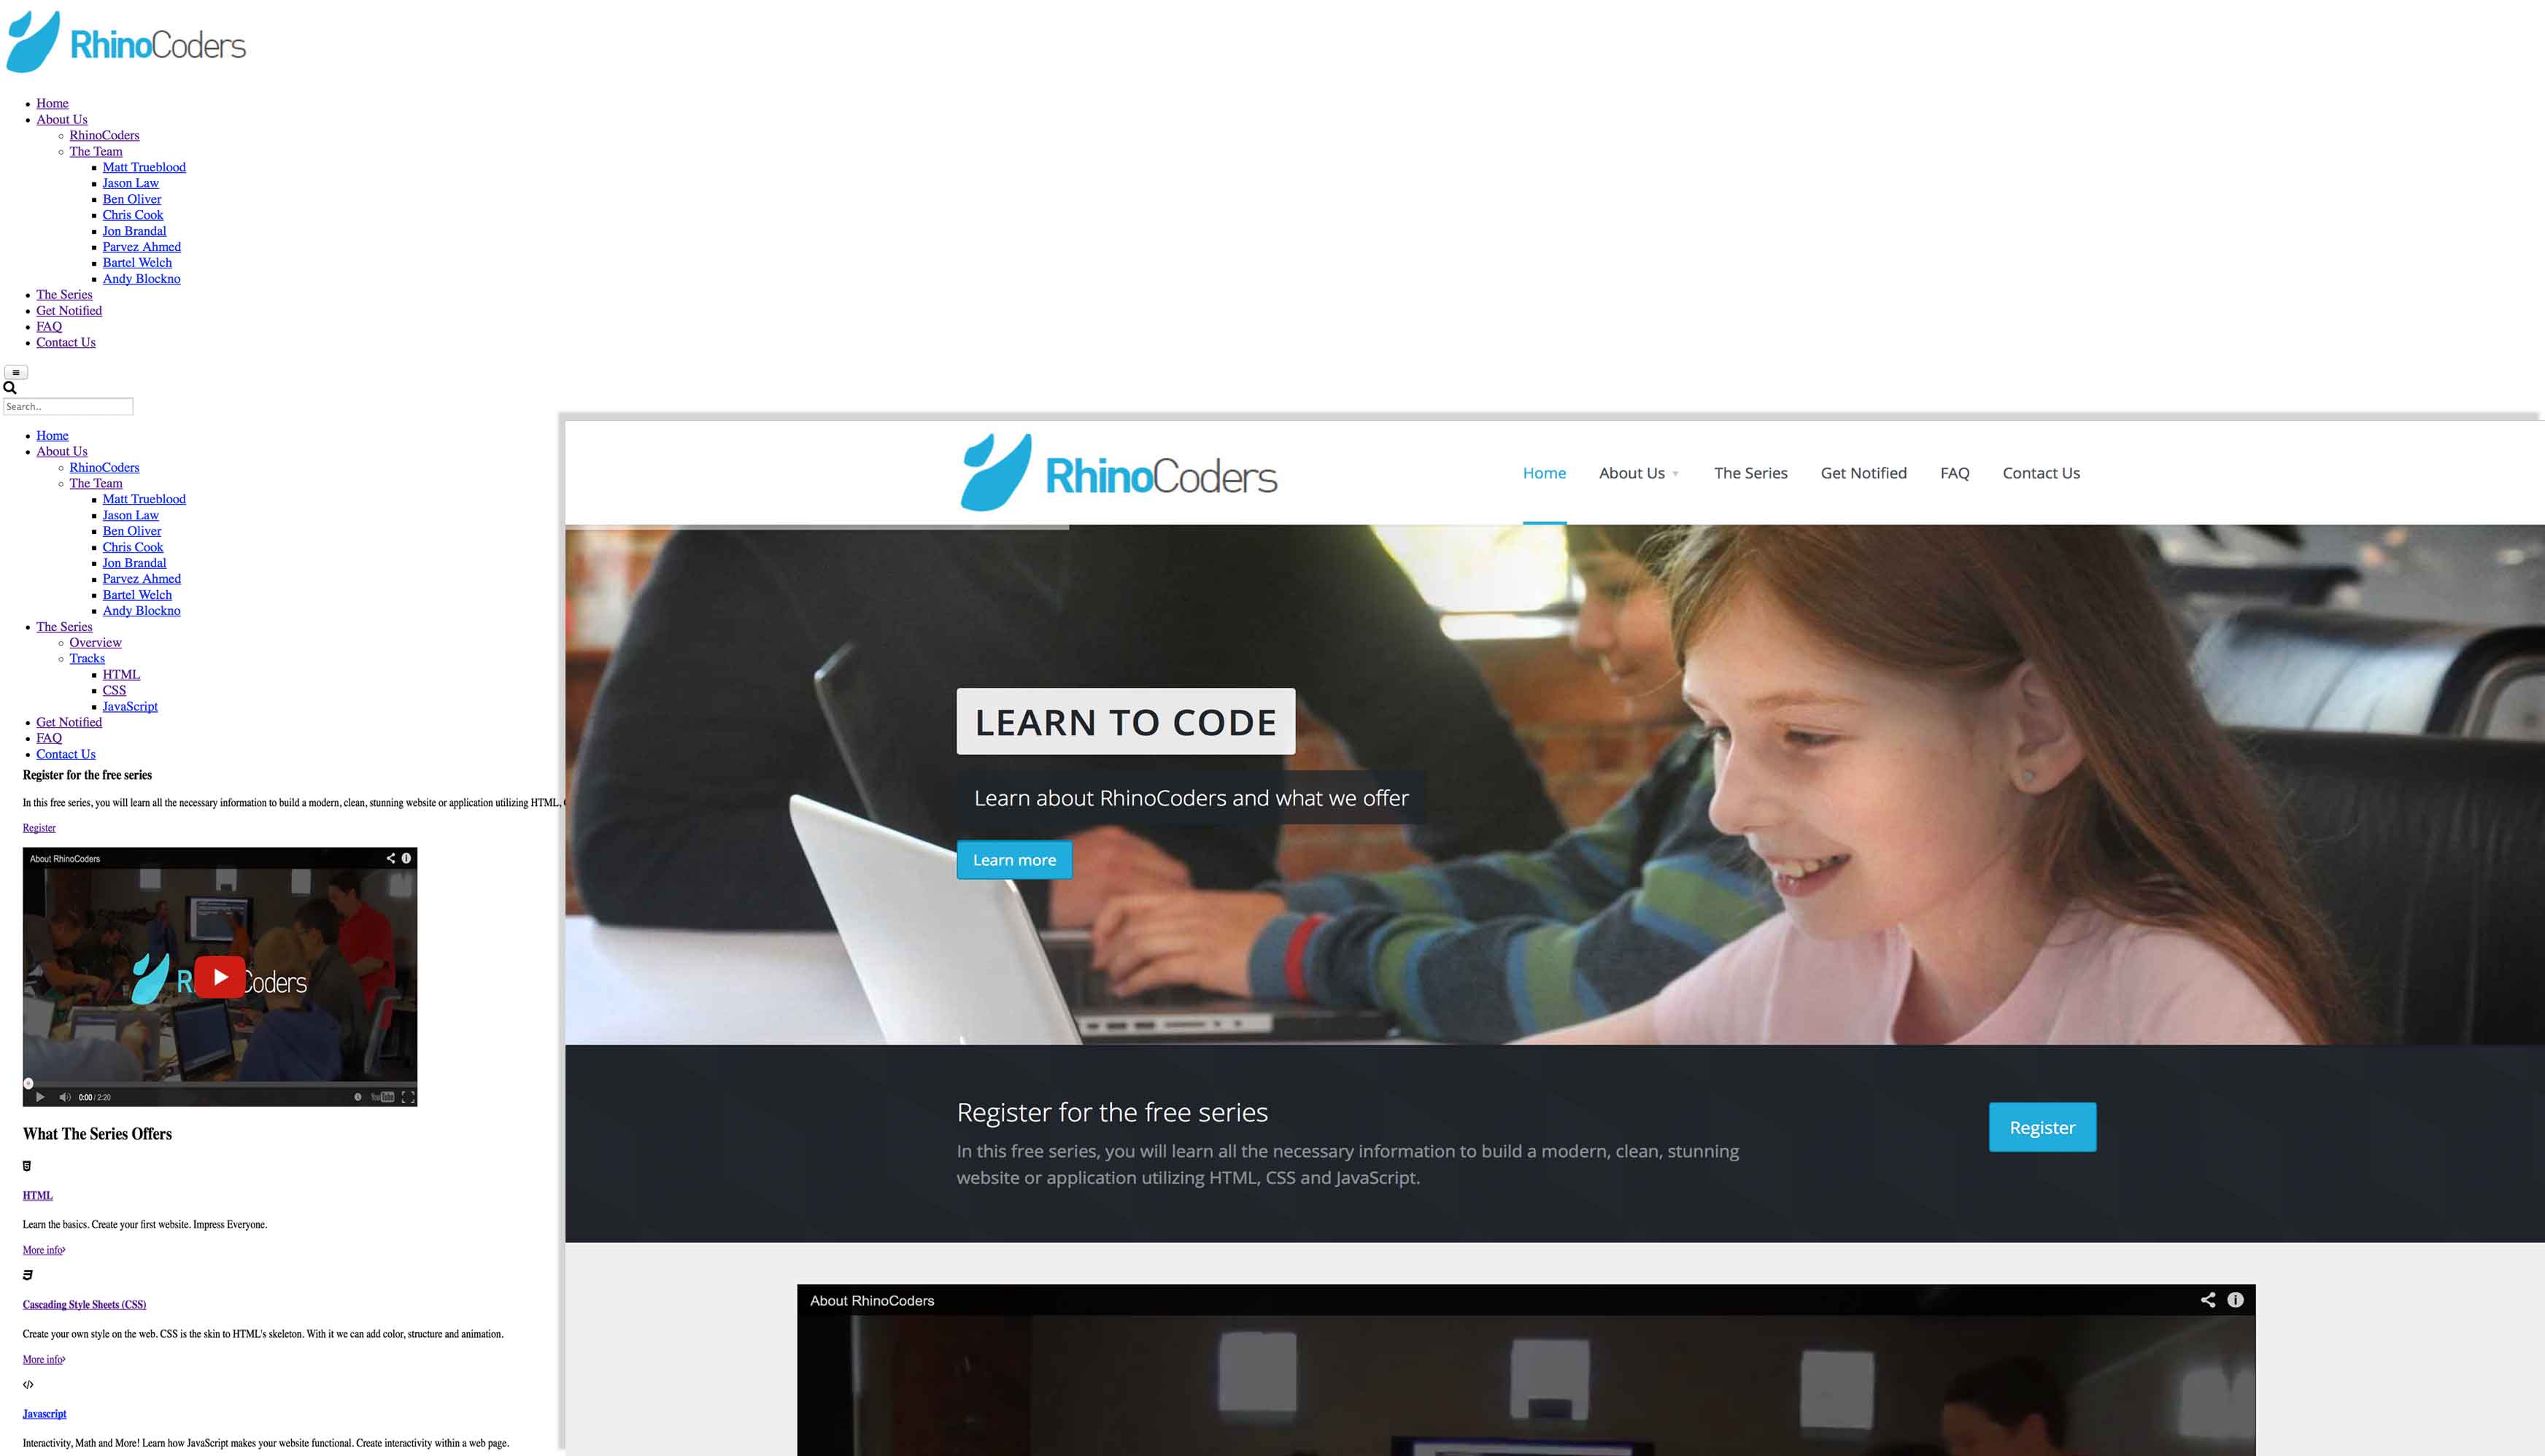 RhinoCoders
Home
About Us
RhinoCoders
The Team
Matt Trueblood
Jason Law
Ben Oliver
Chris Cook
Jon Brandal
Parvez Ahmed
Bartel Welch
Andy Blockno
The Series
Get Notified
FAQ
Contact Us
Search..
Home
About Us
RhinoCoders
The Team
Matt Trueblood
Jason Law
Ben Oliver
Chris Cook
Jon Brandal
Parvez Ahmed
Bartel Welch
Andy Blockno
The Series
Overview
Tracks
HTML
CSS
JavaScript
Get Notified
FAQ
Contact Us
Register for the free series
In this free series, you will learn all the necessary information to build a modern, clean, stunning website or application utilizing HTML,
Register
About RhinoCoders
R Coders
0:00 / 2:20
YouTube
What The Series Offers
HTML
Learn the basics. Create your first website. Impress Everyone.
More info
Cascading Style Sheets (CSS)
Create your own style on the web. CSS is the skin to HTML's skeleton. With it we can add color, structure and animation.
More info
Javascript
Interactivity, Math and More! Learn how JavaScript makes your website functional. Create interactivity within a web page.
RhinoCoders
Home About Us The Series Get Notified FAQ Contact Us
LEARN TO CODE
Learn about RhinoCoders and what we offer
Learn more
Register for the free series
In this free series, you will learn all the necessary information to build a modern, clean, stunning
website or application utilizing HTML, CSS and JavaScript.
Register
About RhinoCoders